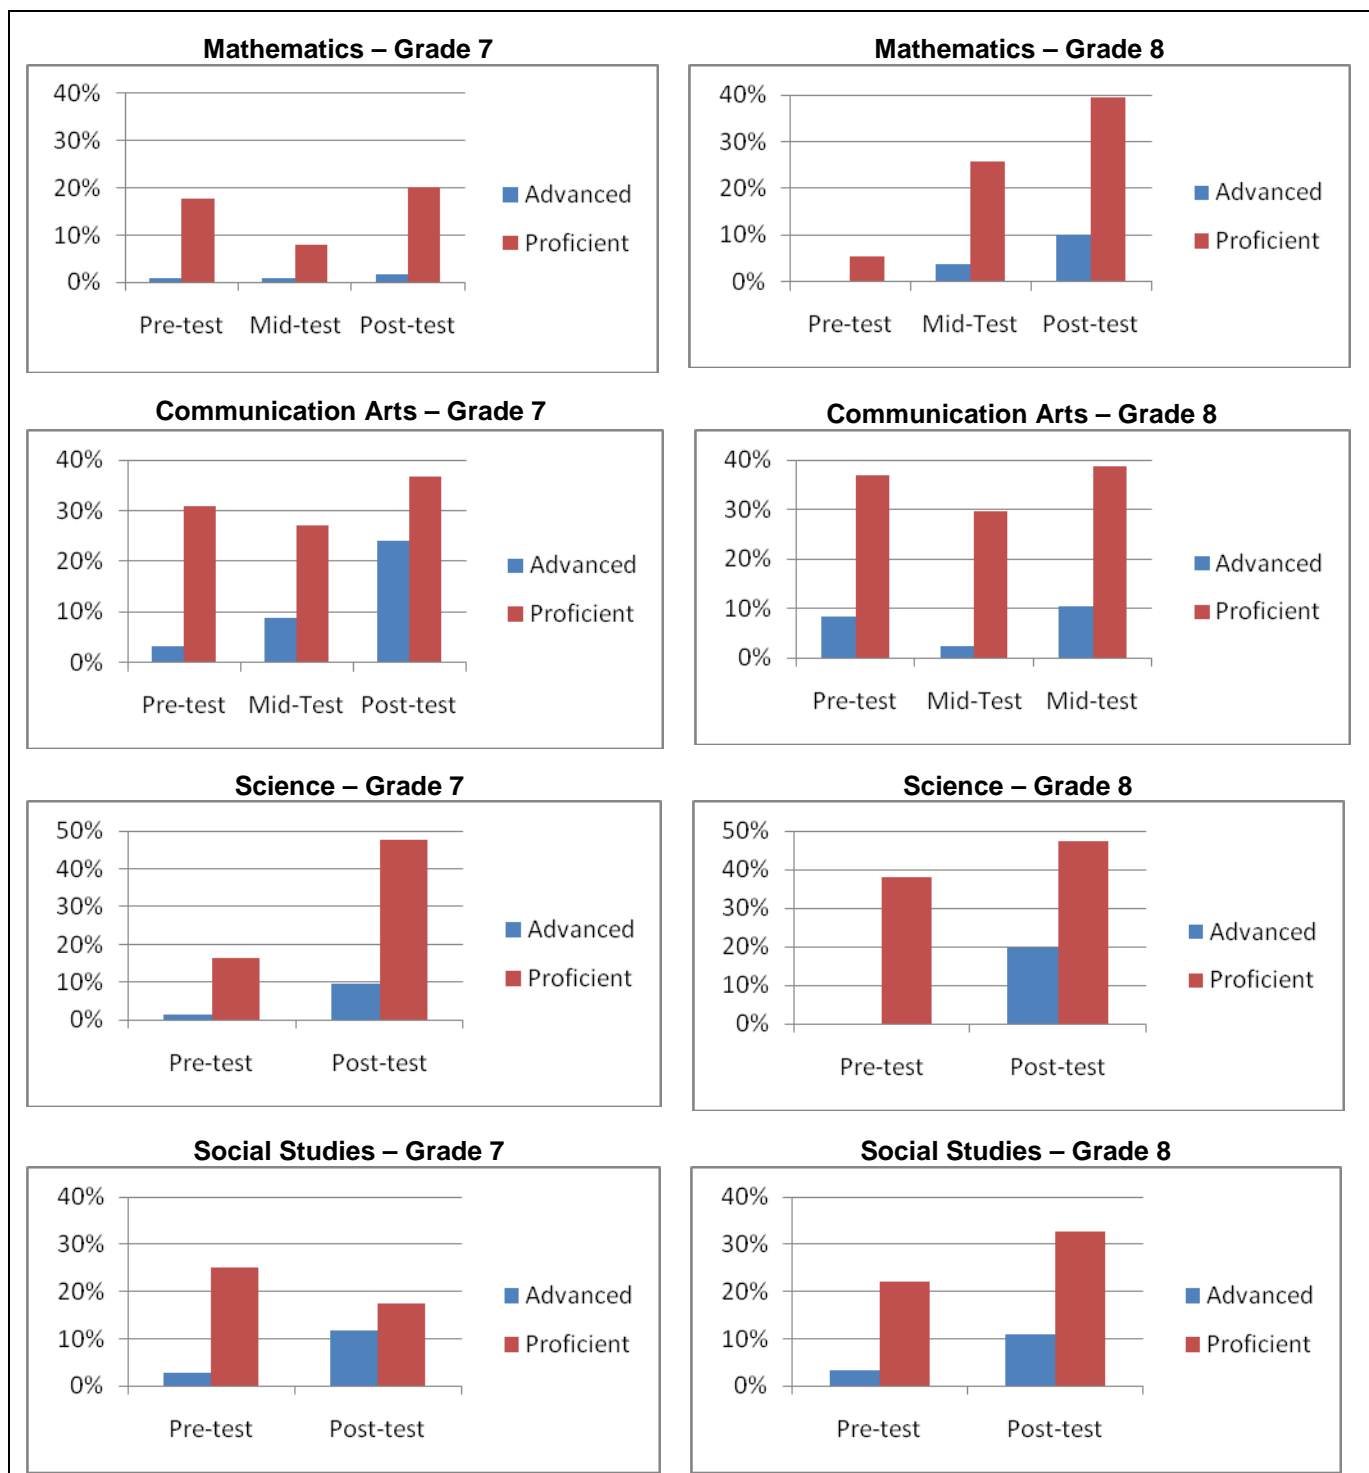 Mathematics – Grade 7
40%
30%
20%
10%
0%
Pre-test Mid-test Post-test
Advanced
Proficient
Mathematics – Grade 8
40%
30%
20%
10%
0%
Pre-test Mid-Test Post-test
Advanced
Proficient
Communication Arts – Grade 7
40%
30%
20%
10%
0%
Pre-test Mid-Test Post-test
Advanced
Proficient
Communication Arts – Grade 8
40%
30%
20%
10%
0%
Pre-test Mid-Test Mid-test
Advanced
Proficient
Science – Grade 7
50%
40%
30%
20%
10%
0%
Pre-test Post-test
Advanced
Proficient
Science – Grade 8
50%
40%
30%
20%
10%
0%
Pre-test Post-test
Advanced
Proficient
Social Studies – Grade 7
40%
30%
20%
10%
0%
Pre-test Post-test
Advanced
Proficient
Social Studies – Grade 8
40%
30%
20%
10%
0%
Pre-test Post-test
Advanced
Proficient